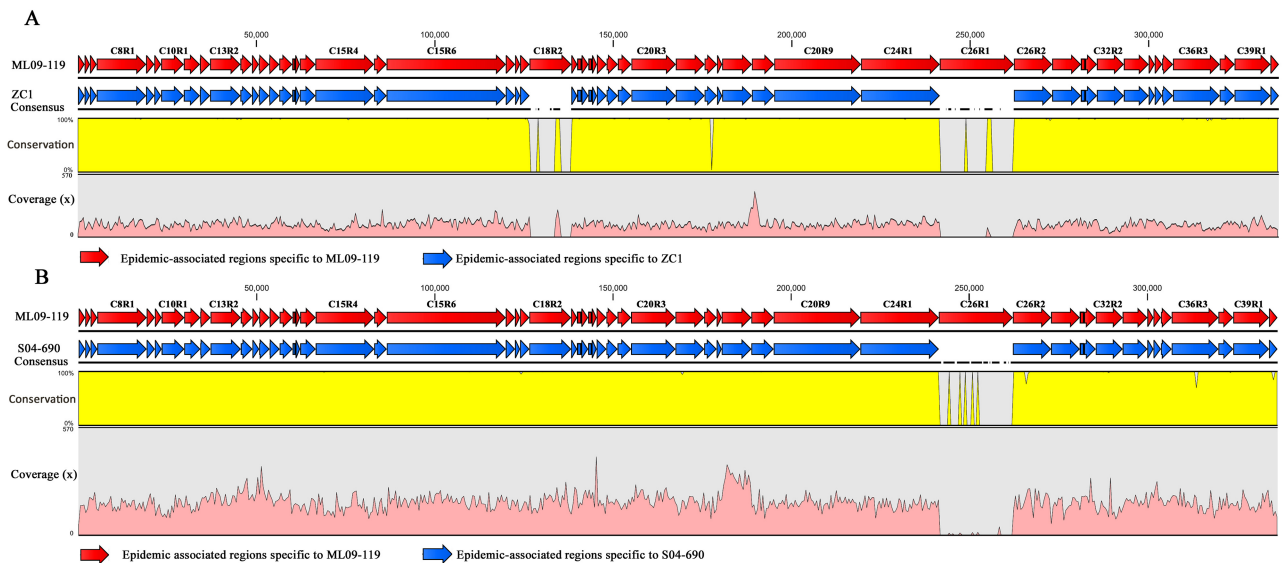 A
50,000 100,000 150,000 200,000 250,000 300,000
C8R1 C10R1 C13R2 C15R4 C15R6 C18R2 C20R3 C20R9 C24R1 C26R1 C26R2 C32R2 C36R3 C39R1
ML09-119
ZC1
Consensus
100%
Conservation
0%
570
Coverage (x)
0
Epidemic-associated regions specific to ML09-119 Epidemic-associated regions specific to ZC1
B
50,000 100,000 150,000 200,000 250,000 300,000
C8R1 C10R1 C13R2 C15R4 C15R6 C18R2 C20R3 C20R9 C24R1 C26R1 C26R2 C32R2 C36R3 C39R1
ML09-119
S04-690
Consensus
100%
Conservation
0%
570
Coverage (x)
0
Epidemic associated regions specific to ML09-119 Epidemic-associated regions specific to S04-690